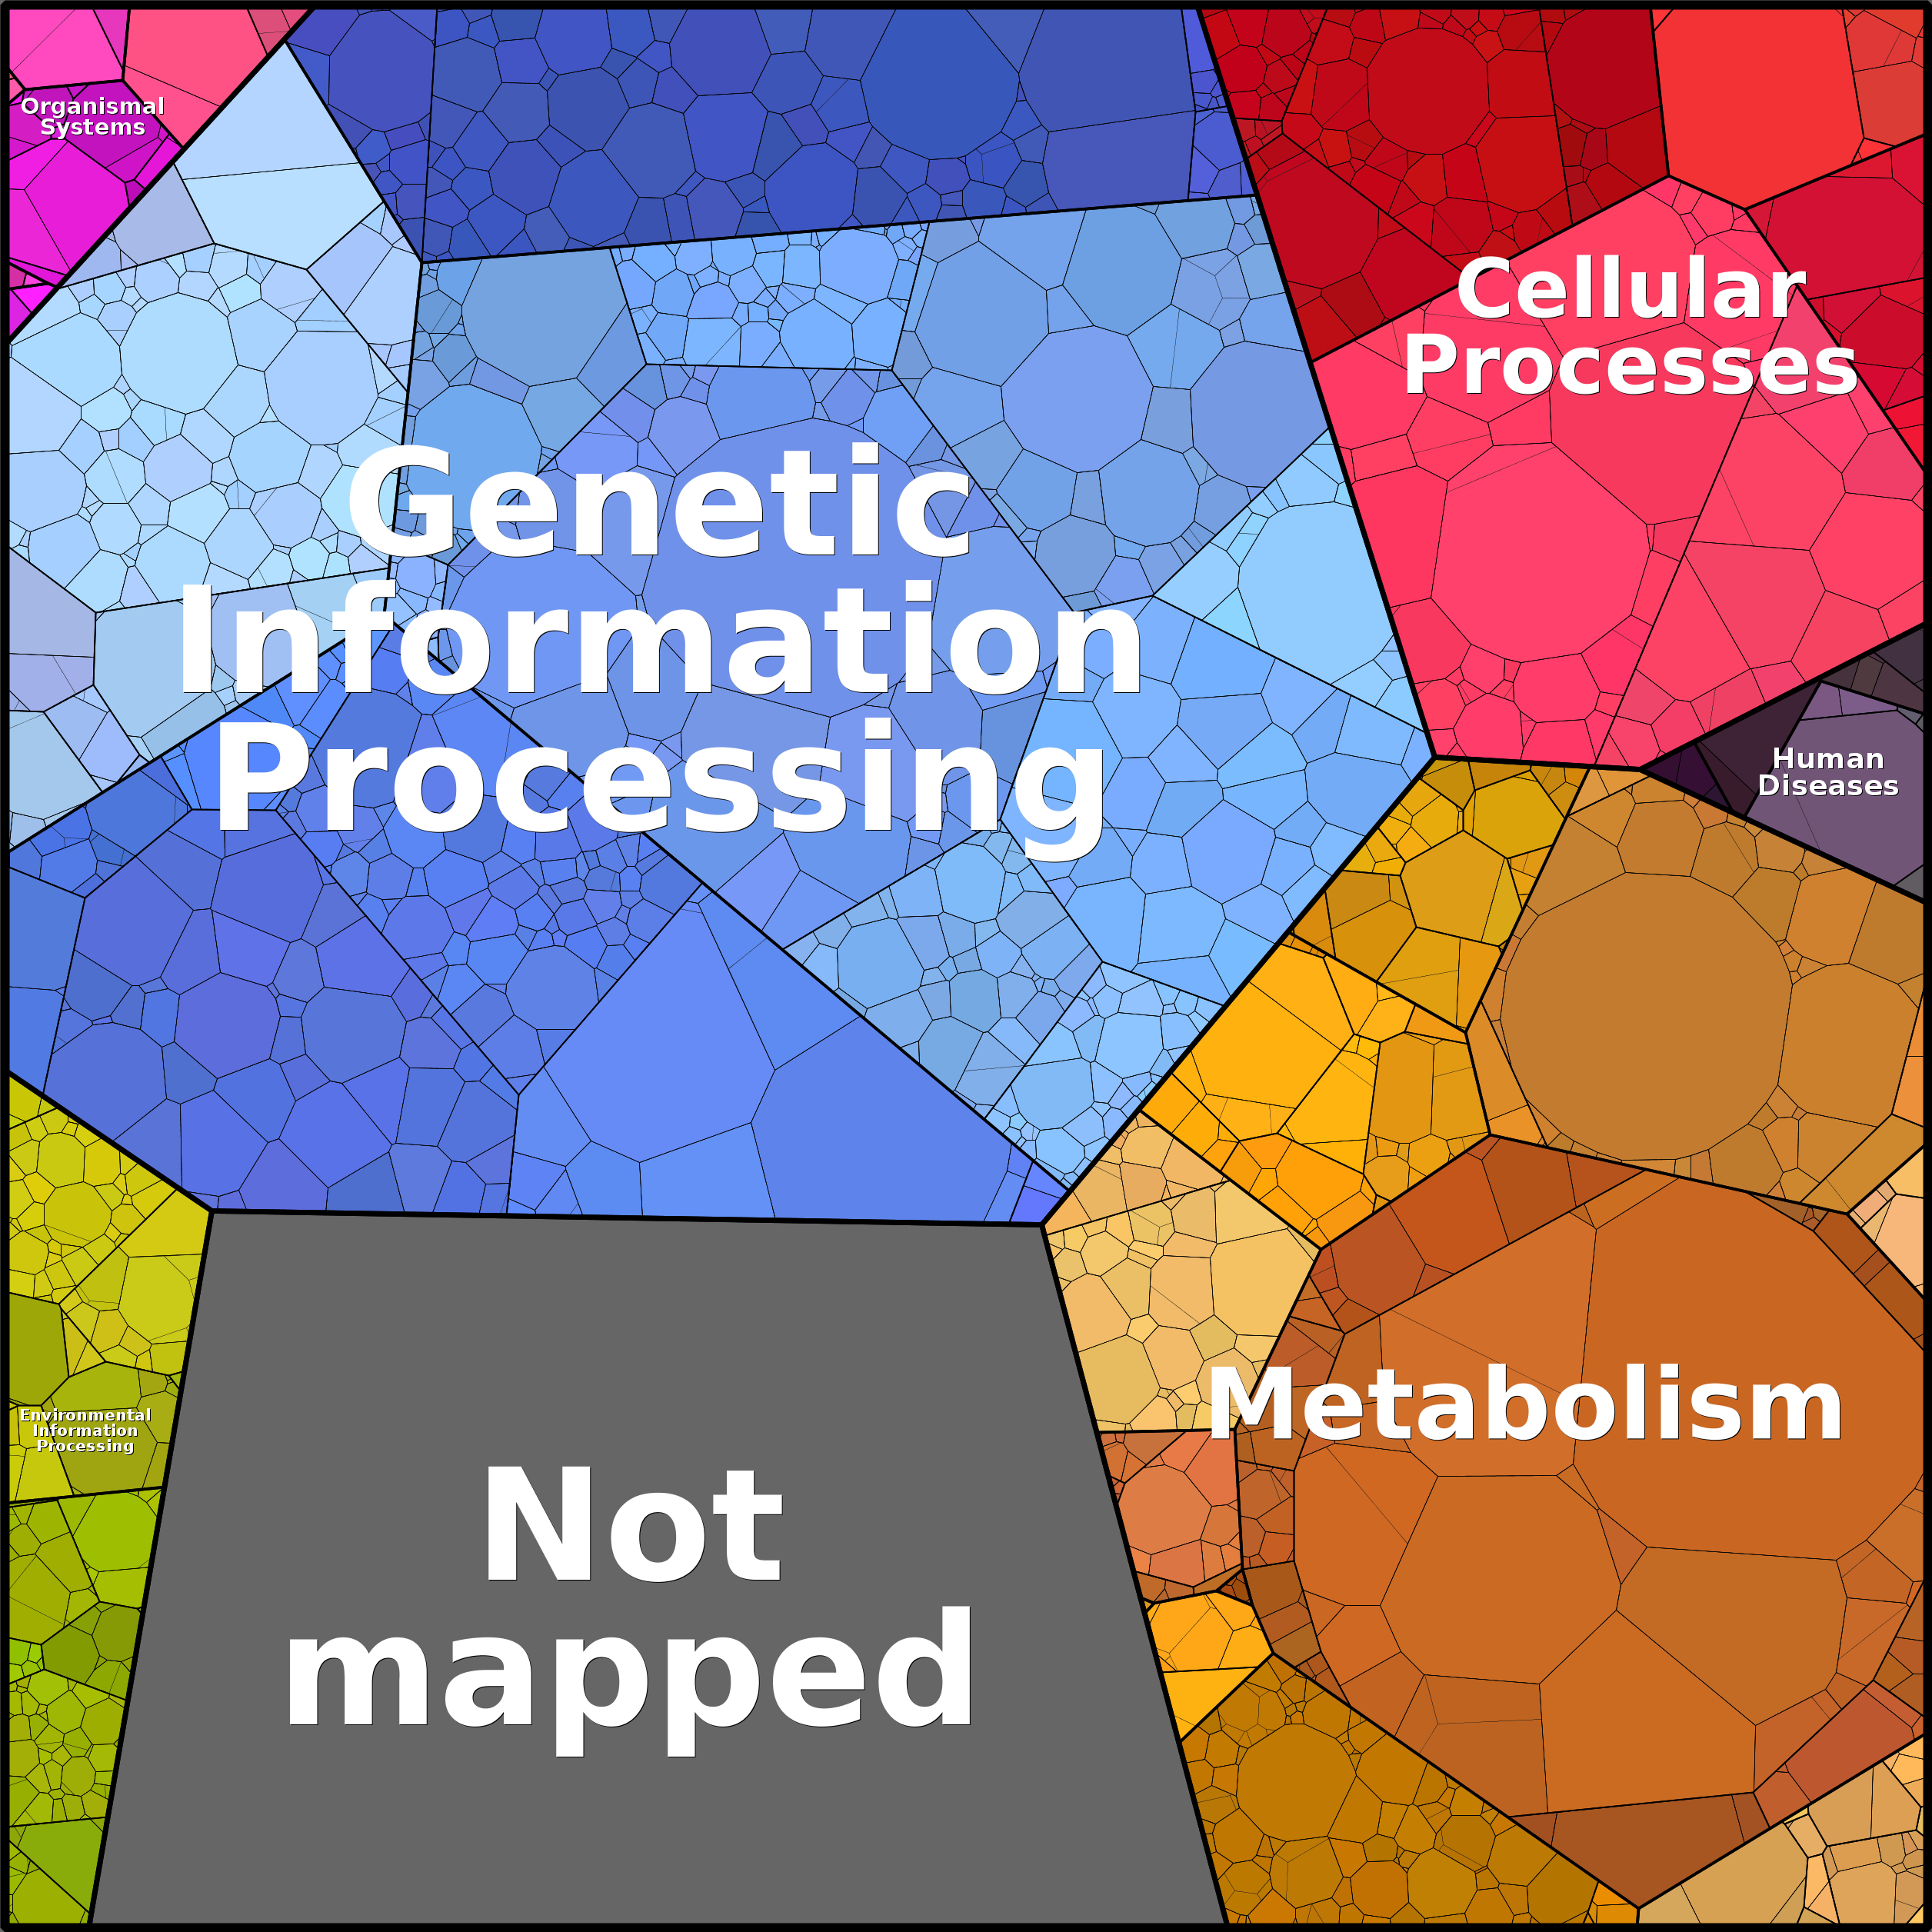 Organismal
Systems
Cellular
Processes
Genetic
Information
Processing
Human
Diseases
Metabolism
Environmental
Information
Processing
Not
mapped